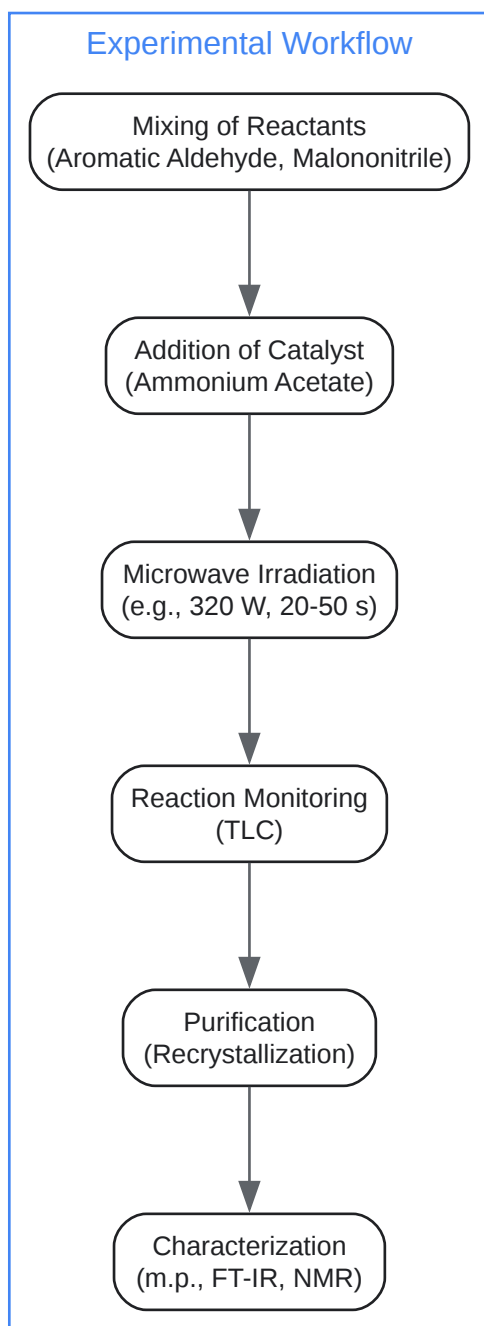 Experimental Workflow
Mixing of Reactants
(Aromatic Aldehyde, Malononitrile)
Addition of Catalyst
(Ammonium Acetate)
Microwave Irradiation
(e.g., 320 W, 20-50 s)
Reaction Monitoring
(TLC)
Purification
(Recrystallization)
Characterization
(m.p., FT-IR, NMR)